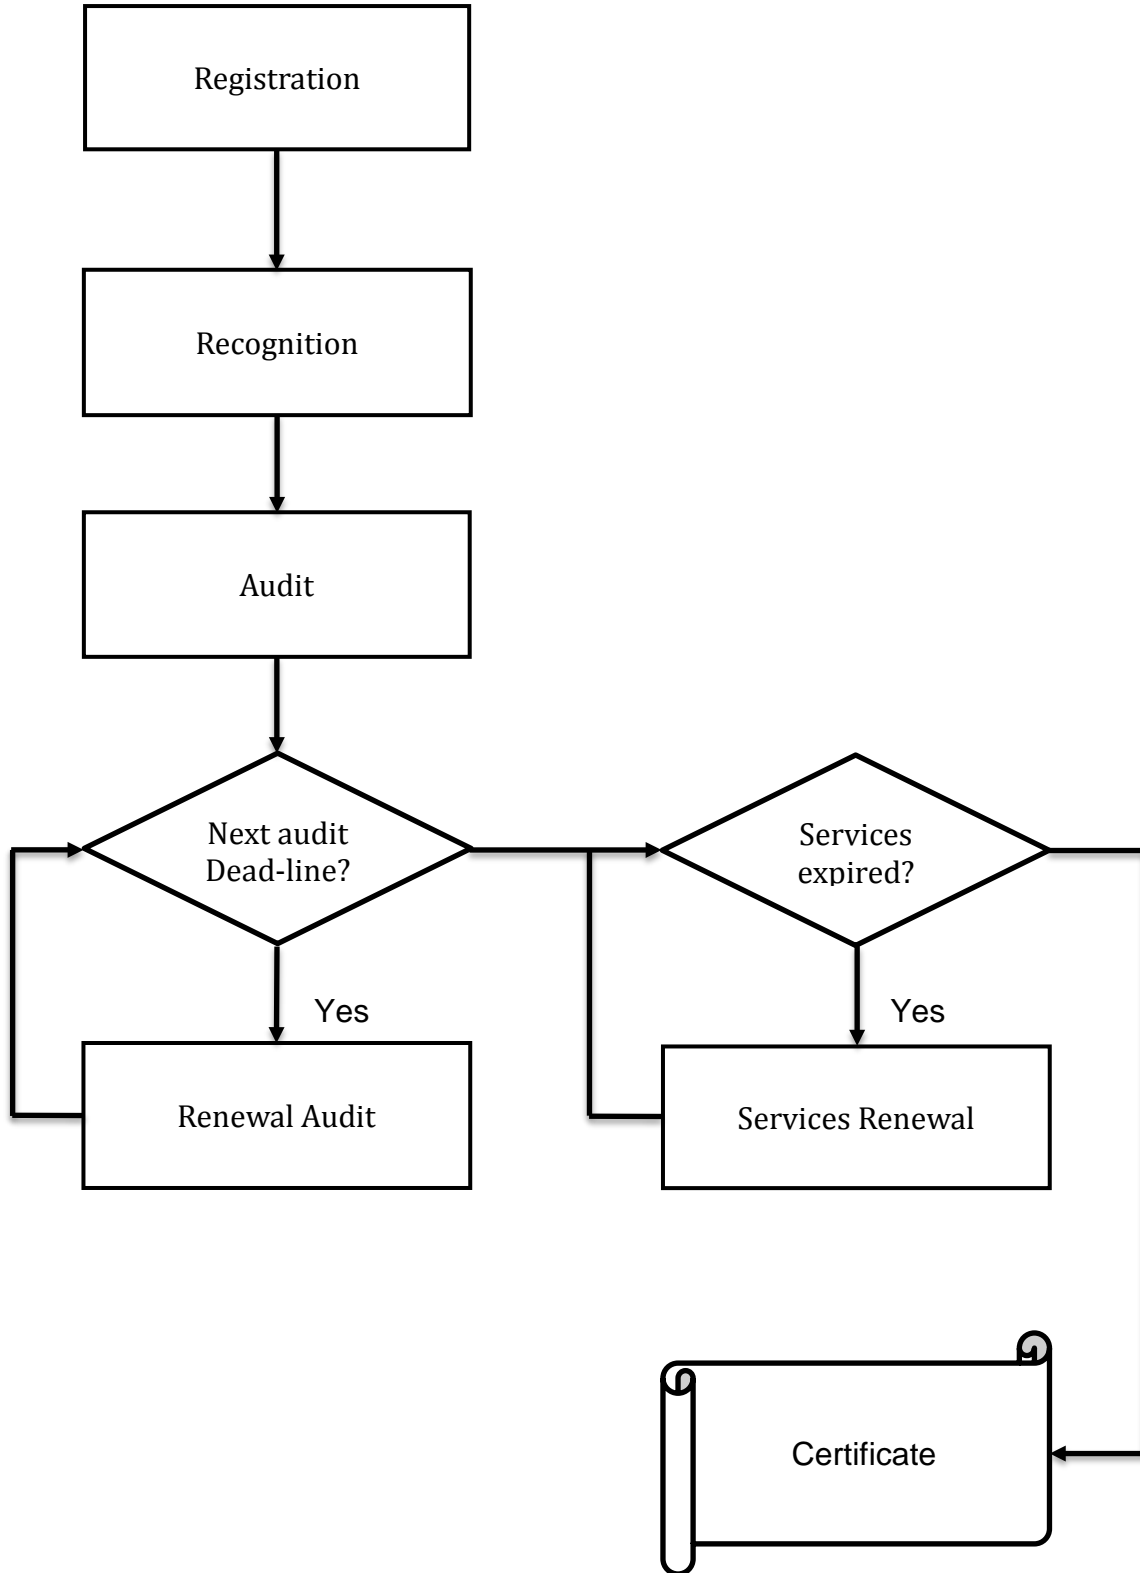 Registration
Recognition
Audit
Next audit
Dead-line?
Services
expired?
Yes
Yes
Renewal Audit
Services Renewal
Certificate